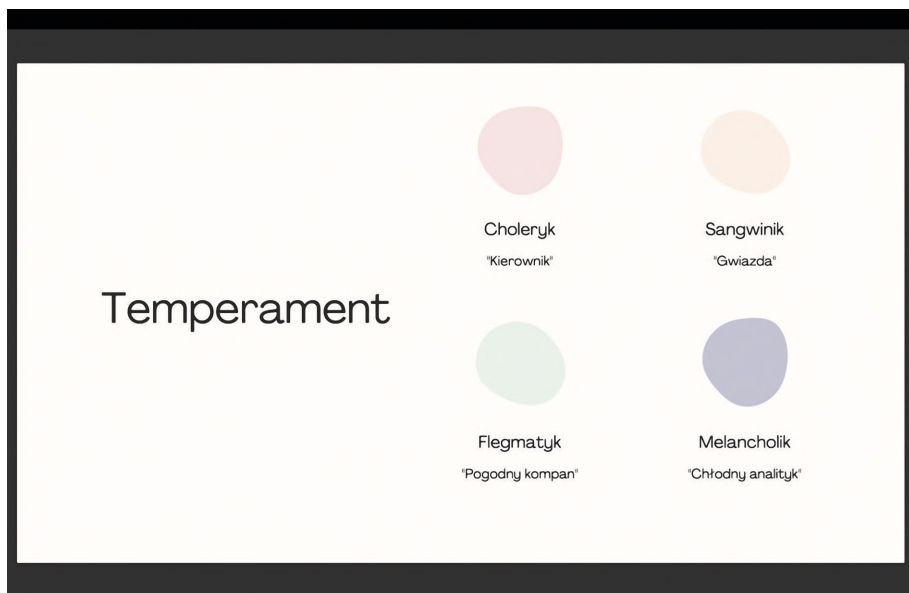 Temperament
Choleryk
"Kierownik"
Sangwinik
"Gwiazda"
Flegmatyk
"Pogodny kompan"
Melancholik
"Chłodny analityk"